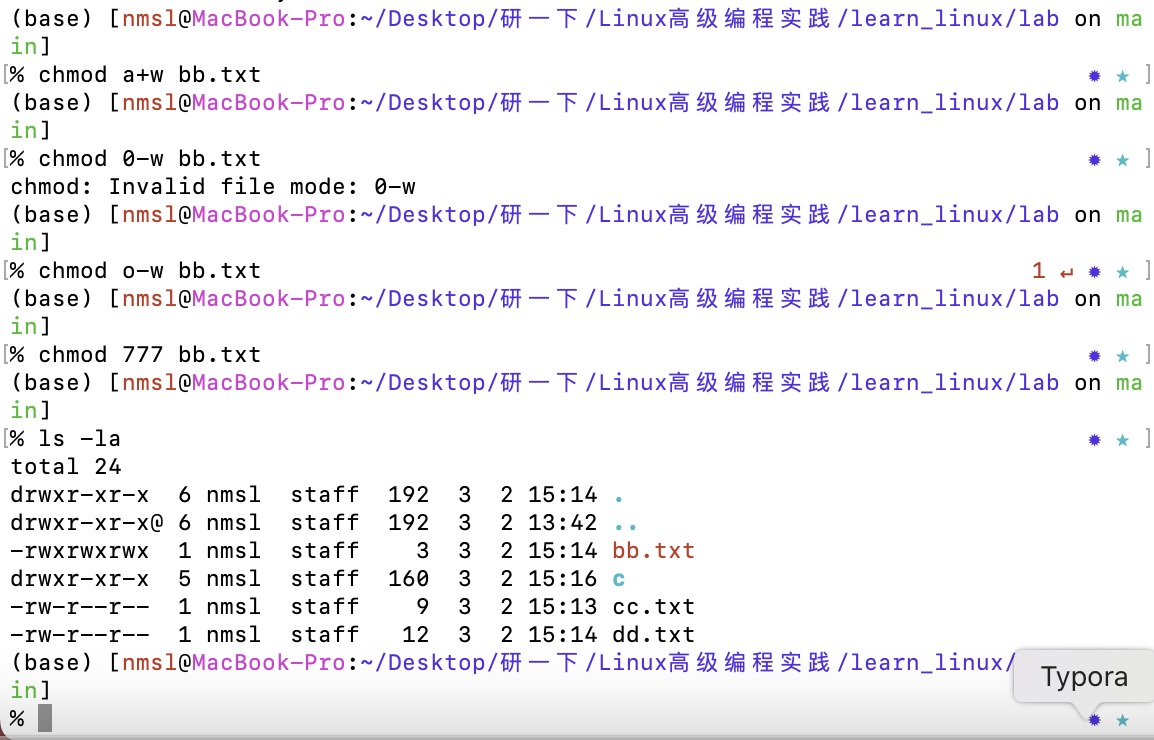 (base) [nmsl@MacBook-Pro:~/Desktop/研一下/Linux高级编程实践/learn_linux/lab on ma
in]
[% chmod a+w bb.txt ✹ ★ ]
(base) [nmsl@MacBook-Pro:~/Desktop/研一下/Linux高级编程实践/learn_linux/lab on ma
in]
[% chmod 0-w bb.txt ✹ ★ ]
chmod: Invalid file mode: 0-w
(base) [nmsl@MacBook-Pro:~/Desktop/研一下/Linux高级编程实践/learn_linux/lab on ma
in]
[% chmod o-w bb.txt 1 ↵ ✹ ★ ]
(base) [nmsl@MacBook-Pro:~/Desktop/研一下/Linux高级编程实践/learn_linux/lab on ma
in]
[% chmod 777 bb.txt ✹ ★ ]
(base) [nmsl@MacBook-Pro:~/Desktop/研一下/Linux高级编程实践/learn_linux/lab on ma
in]
[% ls -la ✹ ★ ]
total 24
drwxr-xr-x  6 nmsl  staff  192  3  2 15:14 .
drwxr-xr-x@ 6 nmsl  staff  192  3  2 13:42 ..
-rwxrwxrwx  1 nmsl  staff    3  3  2 15:14 bb.txt
drwxr-xr-x  5 nmsl  staff  160  3  2 15:16 c
-rw-r--r--  1 nmsl  staff    9  3  2 15:13 cc.txt
-rw-r--r--  1 nmsl  staff   12  3  2 15:14 dd.txt
(base) [nmsl@MacBook-Pro:~/Desktop/研一下/Linux高级编程实践/learn_linux/
in]
Typora
% ✹ ★